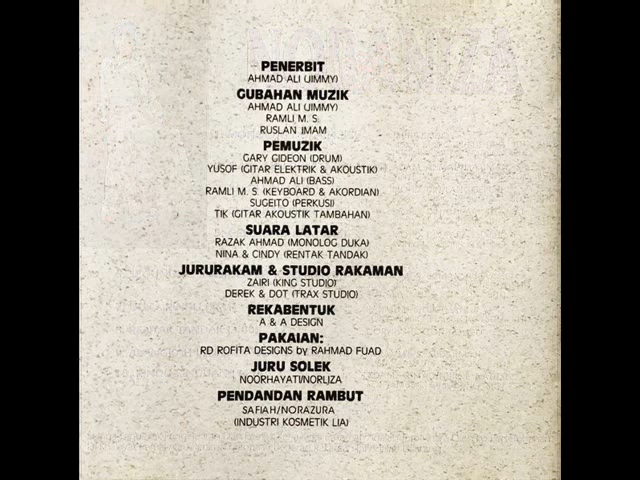 PENERBIT
AHMAD ALI (JIMMY)
GUBAHAN MUZIK
AHMAD ALI (JIMMY)
RAMLI M. S.
RUSLAN IMAM
PEMUZIK
GARY GIDEON (DRUM)
YUSOF (GITAR ELEKTRIK & AKOUSTIK)
AHMAD ALI (BASS)
RAMLI M. S. (KEYBOARD & AKORDIAN)
SUGEITO (PERKUSI)
TIK (GITAR AKOUSTIK TAMBAHAN)
SUARA LATAR
RAZAK AHMAD (MONOLOG DUKA)
NINA & CINDY (RENTAK TANDAK)
JURURAKAM & STUDIO RAKAMAN
ZAIRI (KING STUDIO)
DEREK & DOT (TRAX STUDIO)
REKABENTUK
A & A DESIGN
PAKAIAN:
RD ROFITA DESIGNS by RAHMAD FUAD
JURU SOLEK
NOORHAYATI/NORLIZA
PENDANDAN RAMBUT
SAFIAH/NORAZURA
(INDUSTRI KOSMETIK LIA)